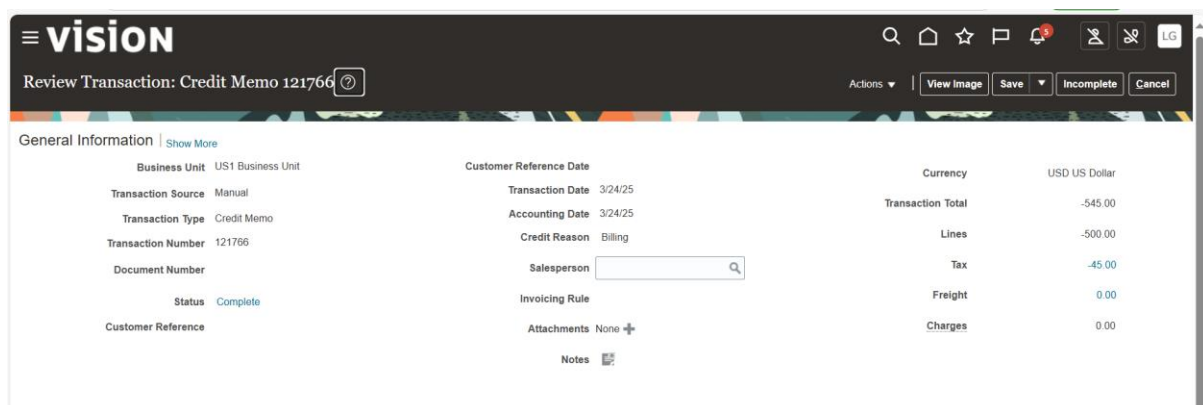 vision
5
LG
Review Transaction: Credit Memo 121766
Actions
View Image
Save
Incomplete
Cancel
General Information
Show More
Business Unit US1 Business Unit
Transaction Source Manual
Transaction Type Credit Memo
Transaction Number 121766
Document Number
Status Complete
Customer Reference
Customer Reference Date
Transaction Date 3/24/25
Accounting Date 3/24/25
Credit Reason Billing
Salesperson
Invoicing Rule
Attachments None
Notes
Currency USD US Dollar
Transaction Total -545.00
Lines -500.00
Tax -45.00
Freight 0.00
Charges 0.00